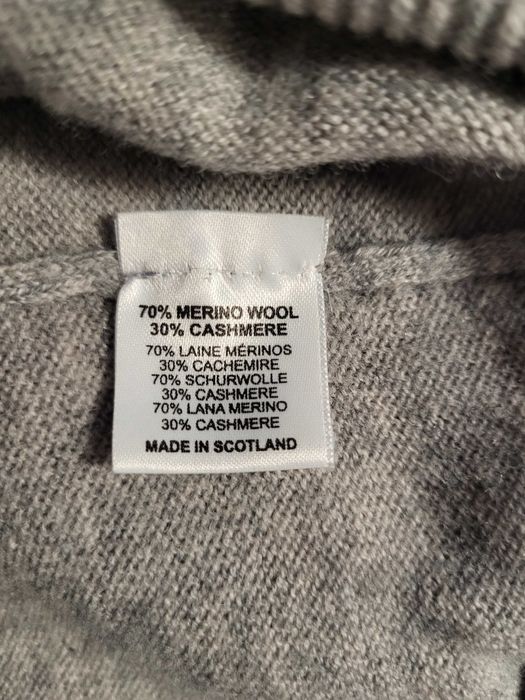 70% MERINO WOOL
30% CASHMERE
70% LAINE MÉRINOS
30% CACHEMIRE
70% SCHURWOLLE
30% CASHMERE
70% LANA MERINO
30% CASHMERE
MADE IN SCOTLAND